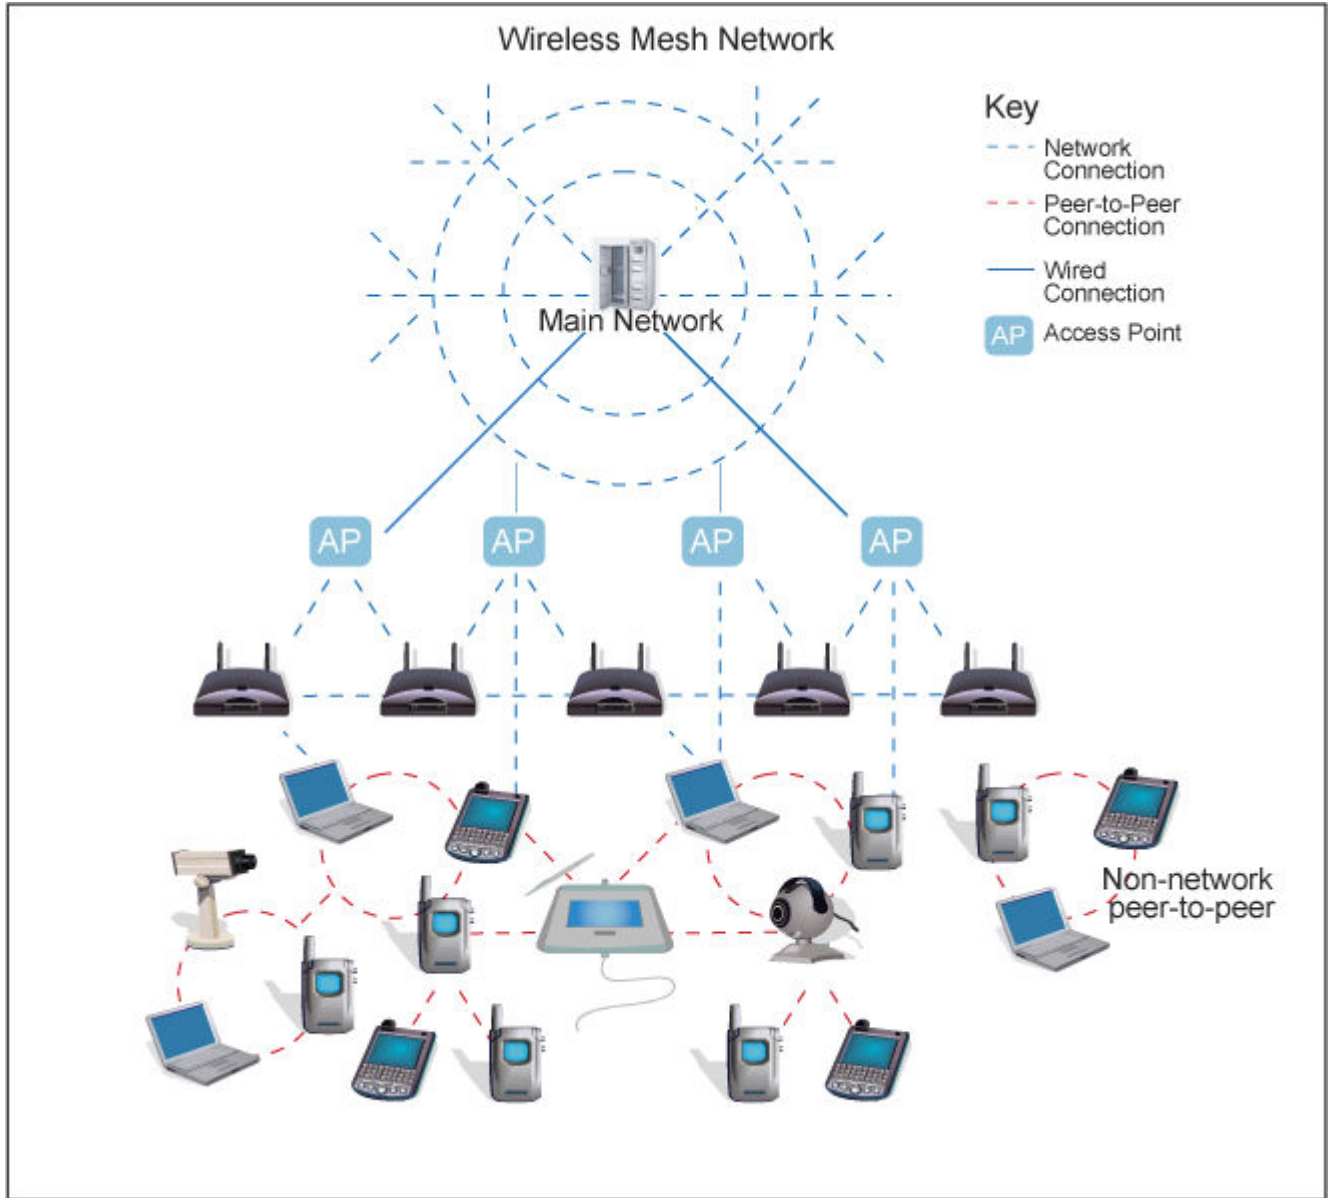 Wireless Mesh Network
Key
Network
Connection
Peer-to-Peer
Connection
Wired
Connection
AP Access Point
Main Network
AP AP AP AP
Non-network
peer-to-peer